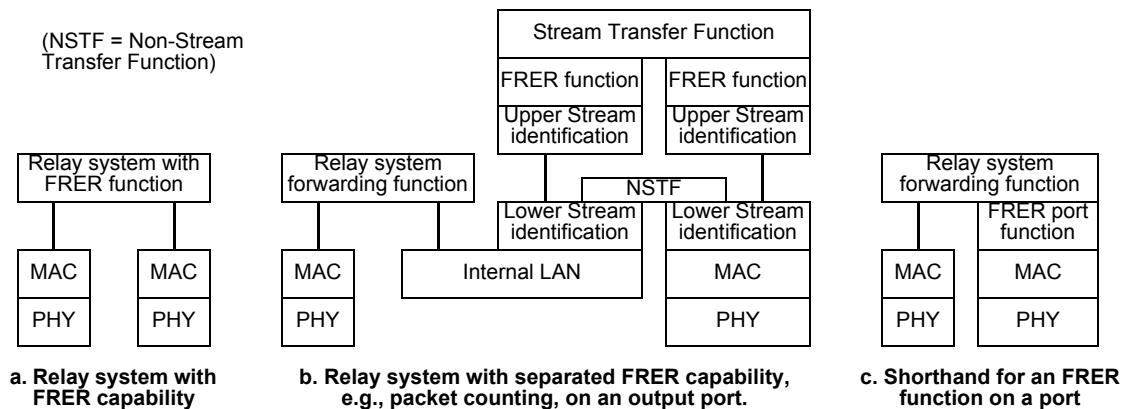 (NSTF = Non-Stream
Transfer Function)
Stream Transfer Function
FRER function
FRER function
Upper Stream
identification
Upper Stream
identification
Relay system with
FRER function
Relay system
forwarding function
NSTF
Relay system
forwarding function
Lower Stream
identification
Lower Stream
identification
FRER port
function
MAC
MAC
MAC
Internal LAN
MAC
MAC
MAC
PHY
PHY
PHY
PHY
PHY
PHY
a. Relay system with
FRER capability
b. Relay system with separated FRER capability,
e.g., packet counting, on an output port.
c. Shorthand for an FRER
function on a port